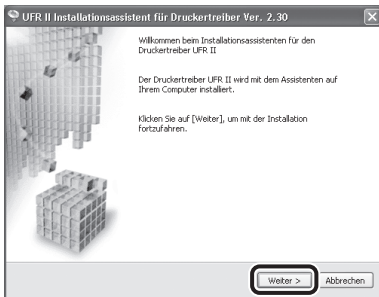 UFR II Installationsassistent für Druckertreiber Ver. 2.30
Willkommen beim Installationsassistenten für den
Druckertreiber UFR II
Der Druckertreiber UFR II wird mit dem Assistenten auf
Ihrem Computer installiert.
Klicken Sie auf [Weiter], um mit der Installation
fortzufahren.
Weiter >
Abbrechen